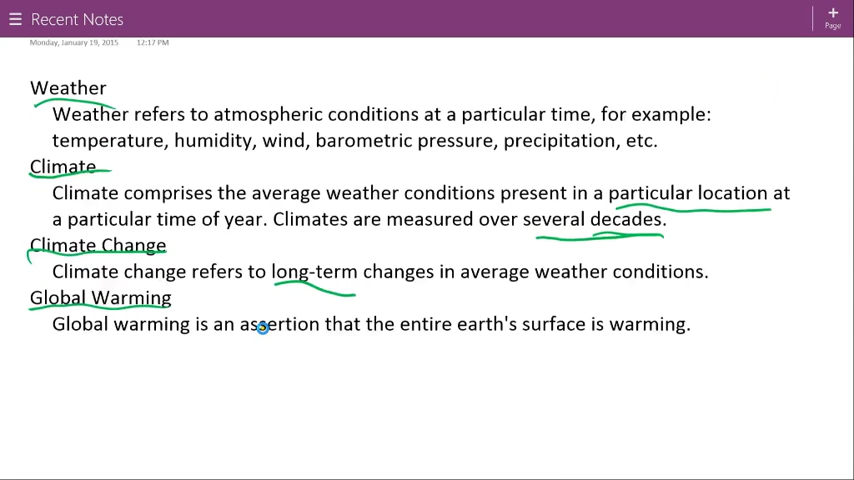 Recent Notes
Page
Monday, January 19, 2015 12:17 PM
Weather
Weather refers to atmospheric conditions at a particular time, for example:
temperature, humidity, wind, barometric pressure, precipitation, etc.
Climate
Climate comprises the average weather conditions present in a particular location at
a particular time of year. Climates are measured over several decades.
Climate Change
Climate change refers to long-term changes in average weather conditions.
Global Warming
Global warming is an assertion that the entire earth's surface is warming.